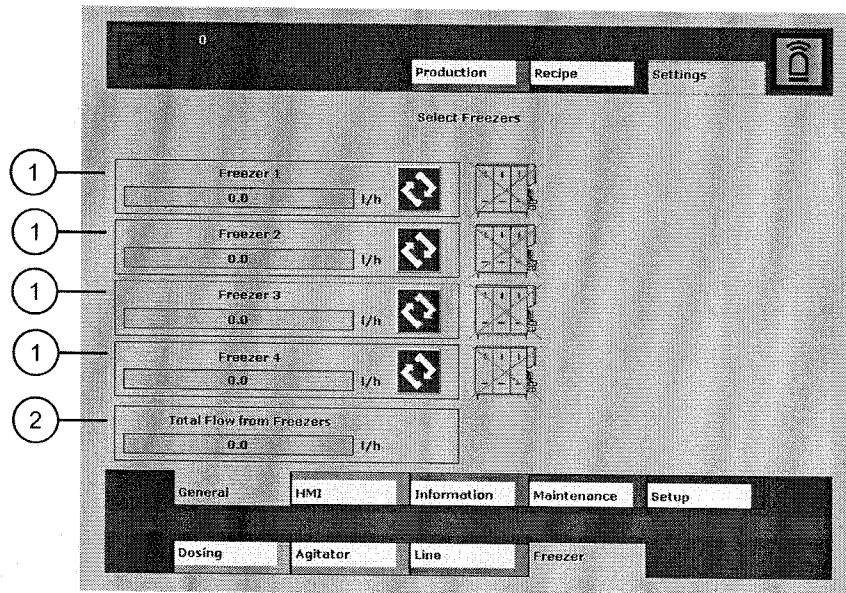 0
Production Recipe Settings
Select Freezers
1 Freezer 1
0.0 l/h
1 Freezer 2
0.0 l/h
1 Freezer 3
0.0 l/h
1 Freezer 4
0.0 l/h
2 Total Flow from Freezers
0.0 l/h
General HMI Information Maintenance Setup
Dosing Agitator Line Freezer